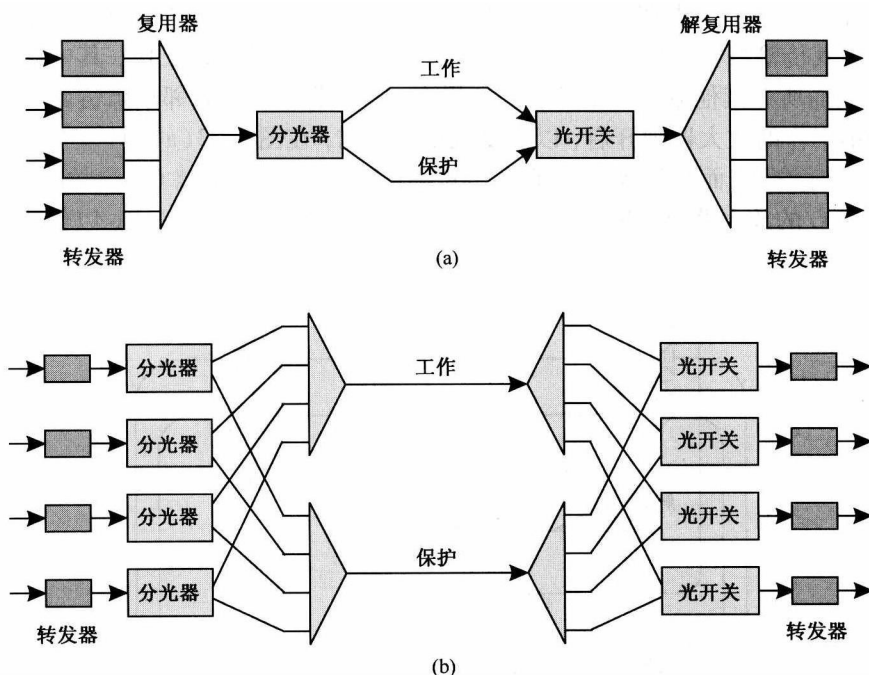 复用器
解复用器
工作
分光器
光开关
保护
转发器
转发器
(a)
分光器
工作
光开关
分光器
光开关
分光器
光开关
保护
分光器
光开关
转发器
转发器
(b)